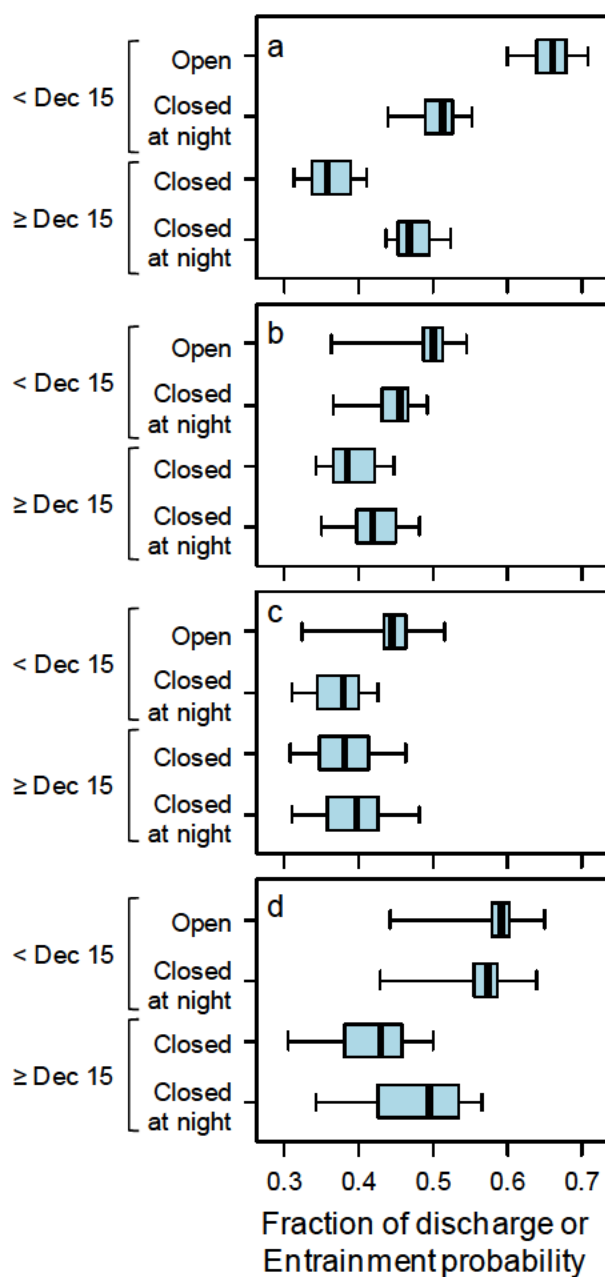 a
< Dec 15
Open
Closed
at night
≥ Dec 15
Closed
Closed
at night
b
< Dec 15
Open
Closed
at night
≥ Dec 15
Closed
Closed
at night
c
< Dec 15
Open
Closed
at night
≥ Dec 15
Closed
Closed
at night
d
< Dec 15
Open
Closed
at night
≥ Dec 15
Closed
Closed
at night
0.3 0.4 0.5 0.6 0.7
Fraction of discharge or
Entrainment probability